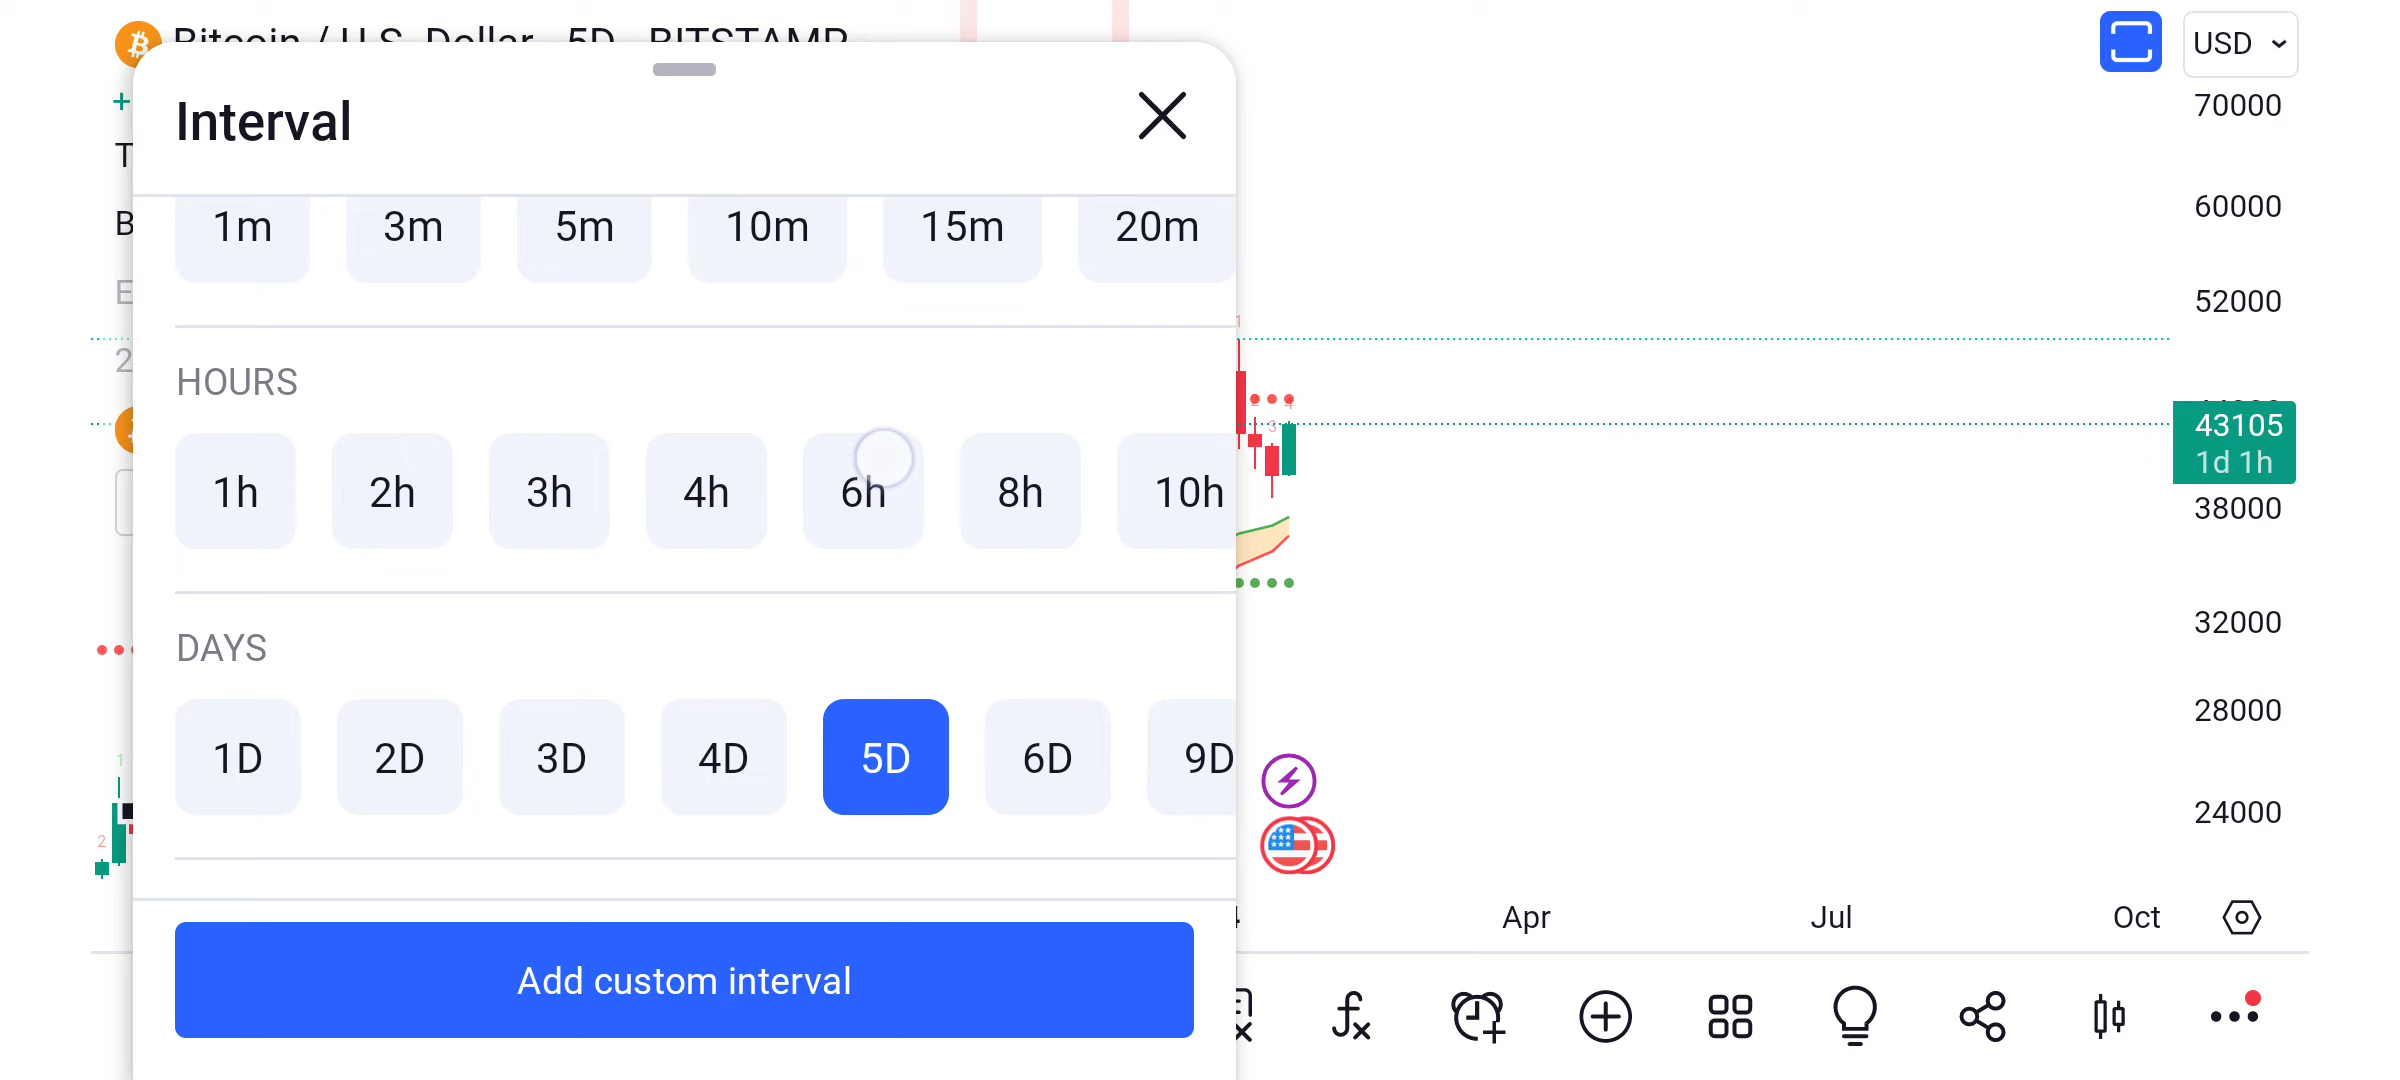 Bitcoin / U.S. Dollar 5D BITSTAMP
USD
Interval
70000
1m 3m 5m 10m 15m 20m
60000
52000
HOURS
43105
1d 1h
1h 2h 3h 4h 6h 8h 10h
38000
32000
DAYS
28000
1D 2D 3D 4D 5D 6D 9D
24000
Apr Jul Oct
Add custom interval